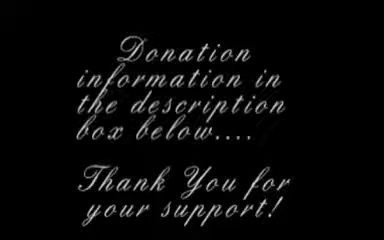 Donation
information in
the description
box below....
Thank You for
your support!